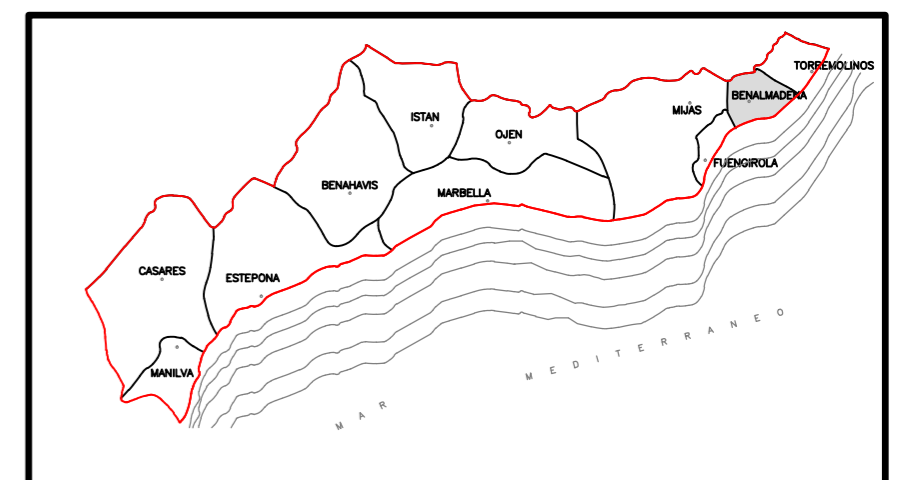 TORREMOLINOS
BENALMADENA
MIJAS
ISTAN
OJEN
FUENGIROLA
BENAHAVIS
MARBELLA
CASARES
ESTEPONA
MANILVA
MAR MEDITERRANEO